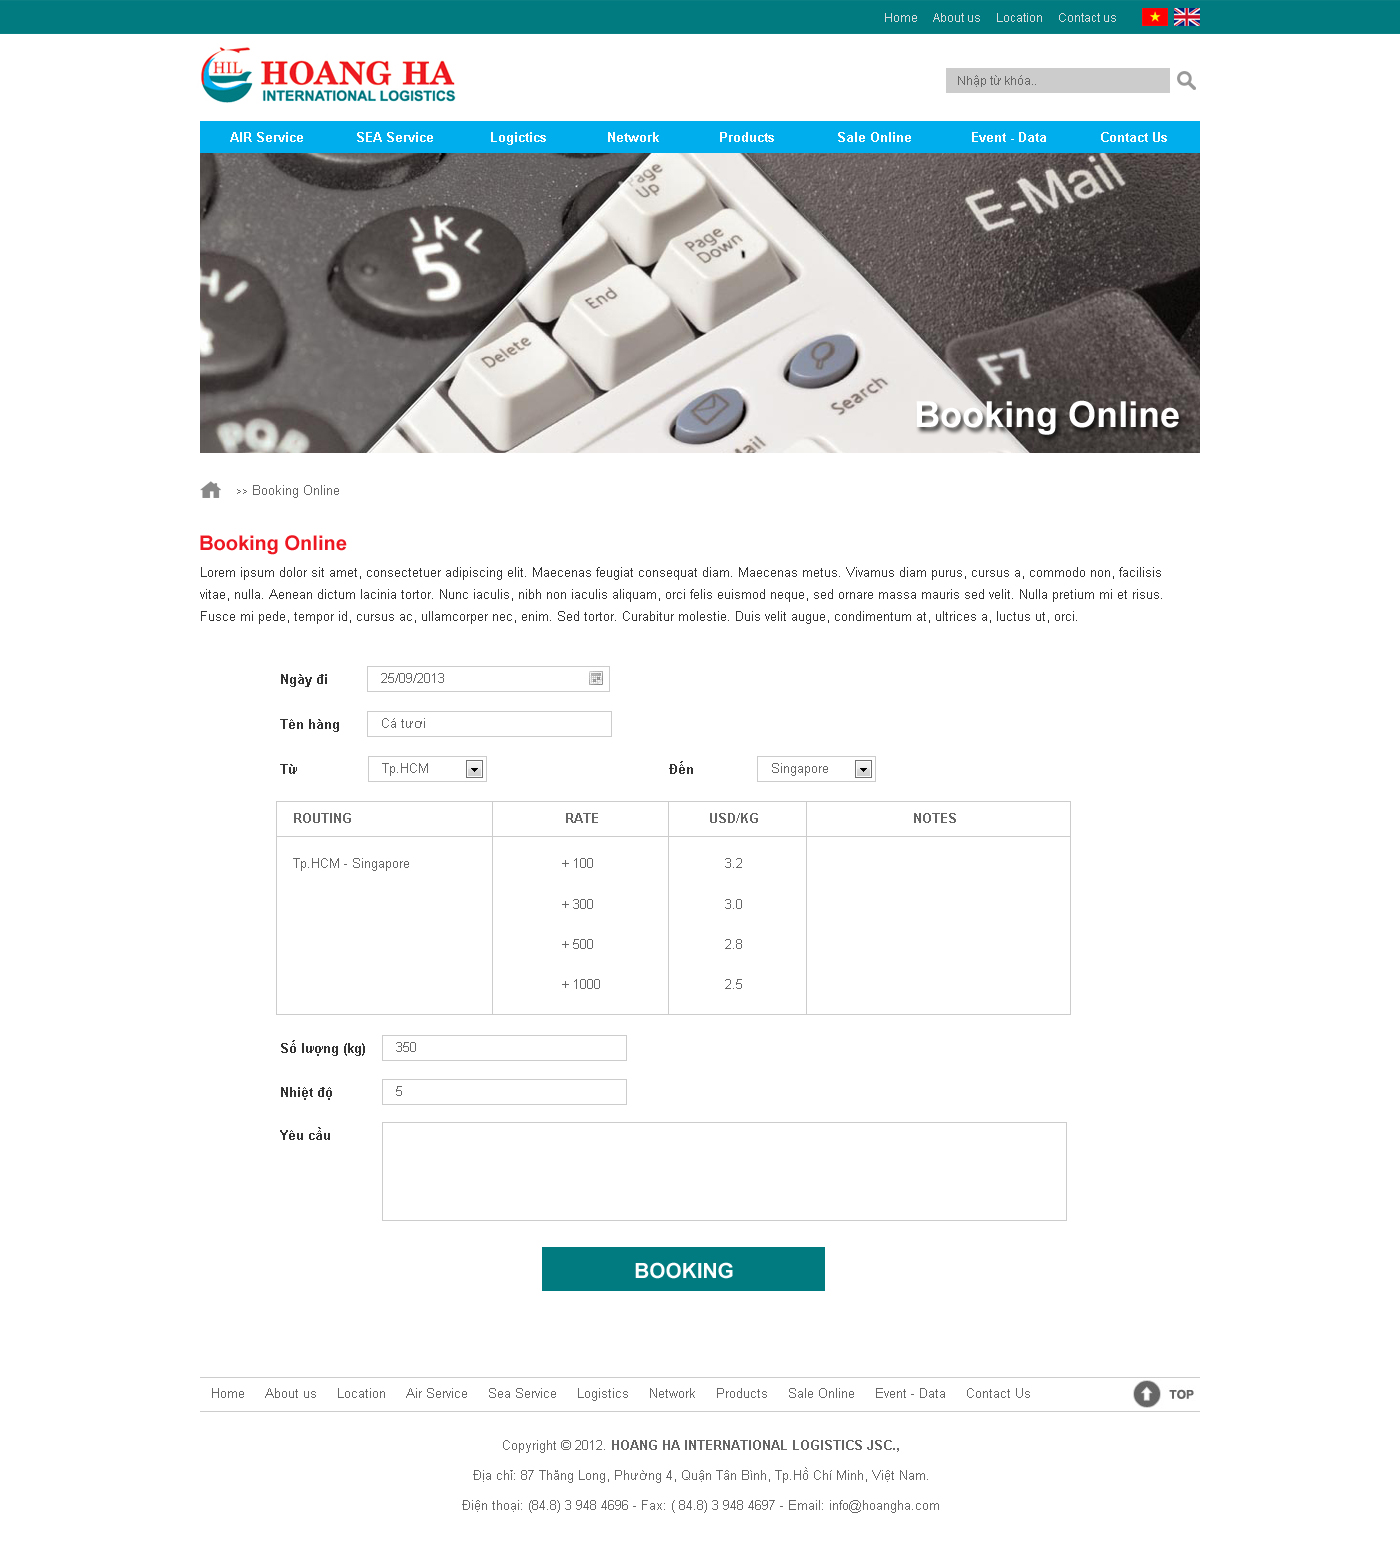 Home About us Location Contact us
HIL HOANG HA
INTERNATIONAL LOGISTICS
Nhập từ khóa..
AIR Service SEA Service Logictics Network Products Sale Online Event - Data Contact Us
Page Up
E-Mail
JKL
5
Page Down
End
Delete
F7
Search
Booking Online
>> Booking Online
Booking Online
Lorem ipsum dolor sit amet, consectetuer adipiscing elit. Maecenas feugiat consequat diam. Maecenas metus. Vivamus diam purus, cursus a, commodo non, facilisis
vitae, nulla. Aenean dictum lacinia tortor. Nunc iaculis, nibh non iaculis aliquam, orci felis euismod neque, sed ornare massa mauris sed velit. Nulla pretium mi et risus.
Fusce mi pede, tempor id, cursus ac, ullamcorper nec, enim. Sed tortor. Curabitur molestie. Duis velit augue, condimentum at, ultrices a, luctus ut, orci.
Ngày đi 25/09/2013
Tên hàng Cá tươi
Từ Tp.HCM Đến Singapore
ROUTING RATE USD/KG NOTES
Tp.HCM - Singapore + 100 3.2
+ 300 3.0
+ 500 2.8
+ 1000 2.5
Số lượng (kg) 350
Nhiệt độ 5
Yêu cầu
BOOKING
Home About us Location Air Service Sea Service Logistics Network Products Sale Online Event - Data Contact Us TOP
Copyright © 2012. HOANG HA INTERNATIONAL LOGISTICS JSC.,
Địa chỉ: 87 Thăng Long, Phường 4, Quận Tân Bình, Tp.Hồ Chí Minh, Việt Nam.
Điện thoại: (84.8) 3 948 4696 - Fax: ( 84.8) 3 948 4697 - Email: info@hoangha.com